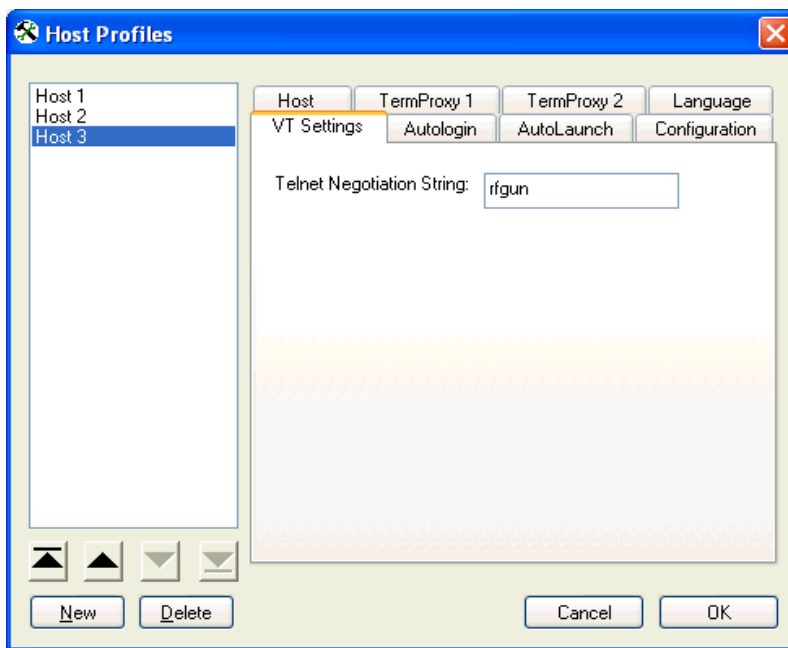 Host Profiles
Host 1
Host 2
Host 3
Host TermProxy 1 TermProxy 2 Language
VT Settings Autologin AutoLaunch Configuration
Telnet Negotiation String: rfgun
New Delete Cancel OK